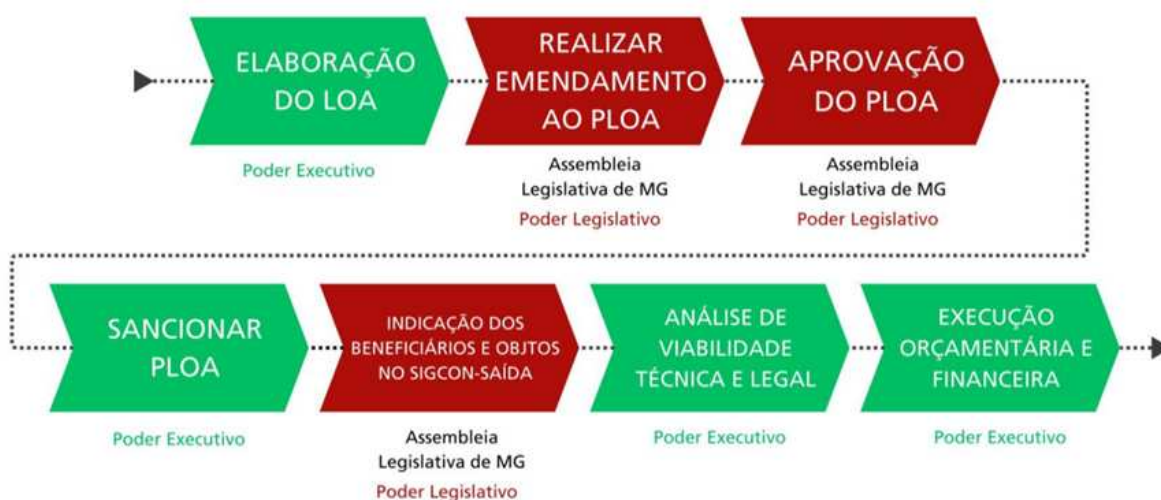 ELABORAÇÃO
DO LOA
Poder Executivo
REALIZAR
EMENDAMENTO
AO PLOA
Assembleia
Legislativa de MG
Poder Legislativo
APROVAÇÃO
DO PLOA
Assembleia
Legislativa de MG
Poder Legislativo
SANCIONAR
PLOA
Poder Executivo
INDICAÇÃO DOS
BENEFICIÁRIOS E OBJTOS
NO SIGCON-SAÍDA
Assembleia
Legislativa de MG
Poder Legislativo
ANÁLISE DE
VIABILIDADE
TÉCNICA E LEGAL
Poder Executivo
EXECUÇÃO
ORÇAMENTÁRIA E
FINANCEIRA
Poder Executivo